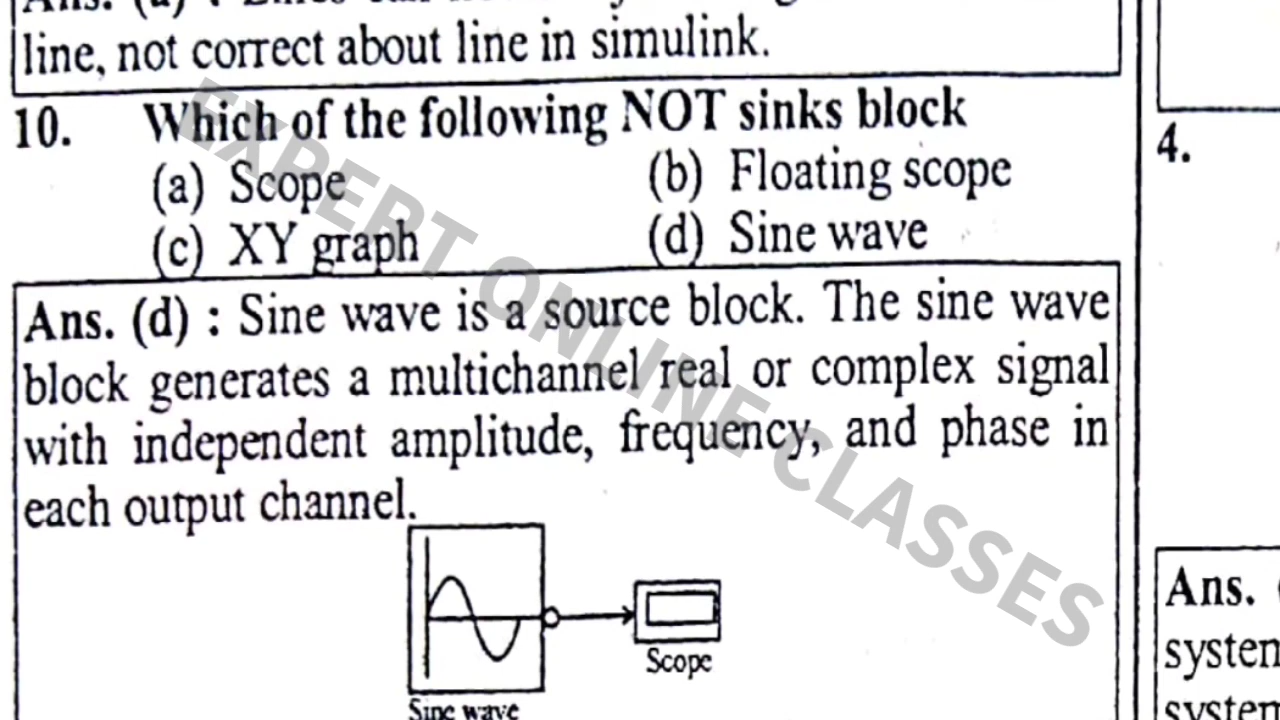 line, not correct about line in simulink.
10. Which of the following NOT sinks block
(a) Scope (b) Floating scope
(c) XY graph (d) Sine wave
Ans. (d) : Sine wave is a source block. The sine wave
block generates a multichannel real or complex signal
with independent amplitude, frequency, and phase in
each output channel.
Scope
Sine wave
4.
Ans.
system
system
EXPERT ONLINE CLASSES